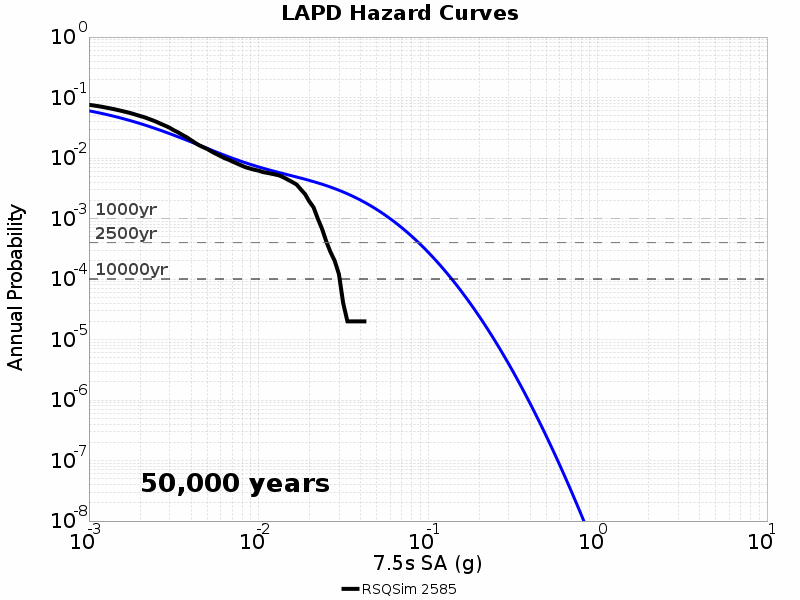 LAPD Hazard Curves
10^0
10^-1
10^-2
10^-3
10^-4
10^-5
10^-6
10^-7
10^-8
Annual Probability
1000yr
2500yr
10000yr
50,000 years
10^-3 10^-2 10^-1 10^0 10^1
7.5s SA (g)
RSQSim 2585